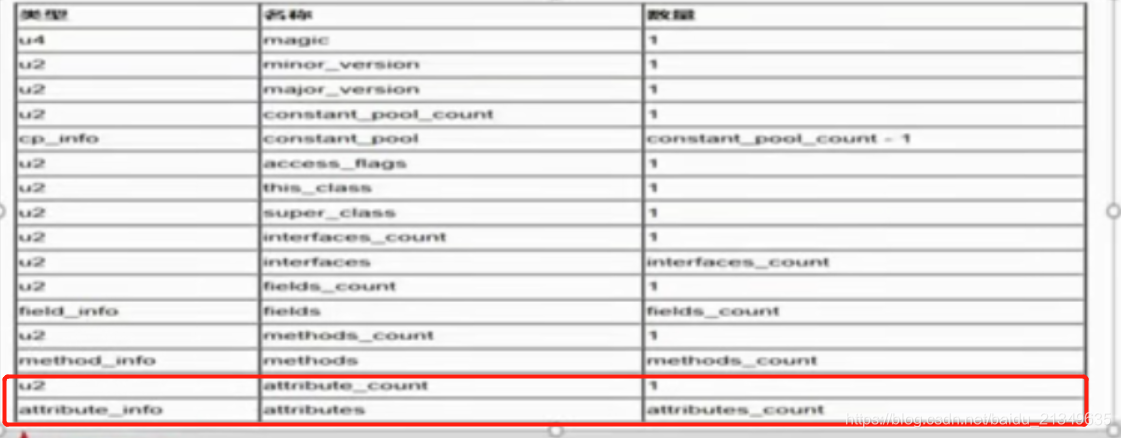 类型 名称 数量
u4 magic 1
u2 minor_version 1
u2 major_version 1
u2 constant_pool_count 1
cp_info constant_pool constant_pool_count - 1
u2 access_flags 1
u2 this_class 1
u2 super_class 1
u2 interfaces_count 1
u2 interfaces interfaces_count
u2 fields_count 1
field_info fields fields_count
u2 methods_count 1
method_info methods methods_count
u2 attribute_count 1
attribute_info attributes attributes_count
https://blog.csdn.net/baidu_21349635